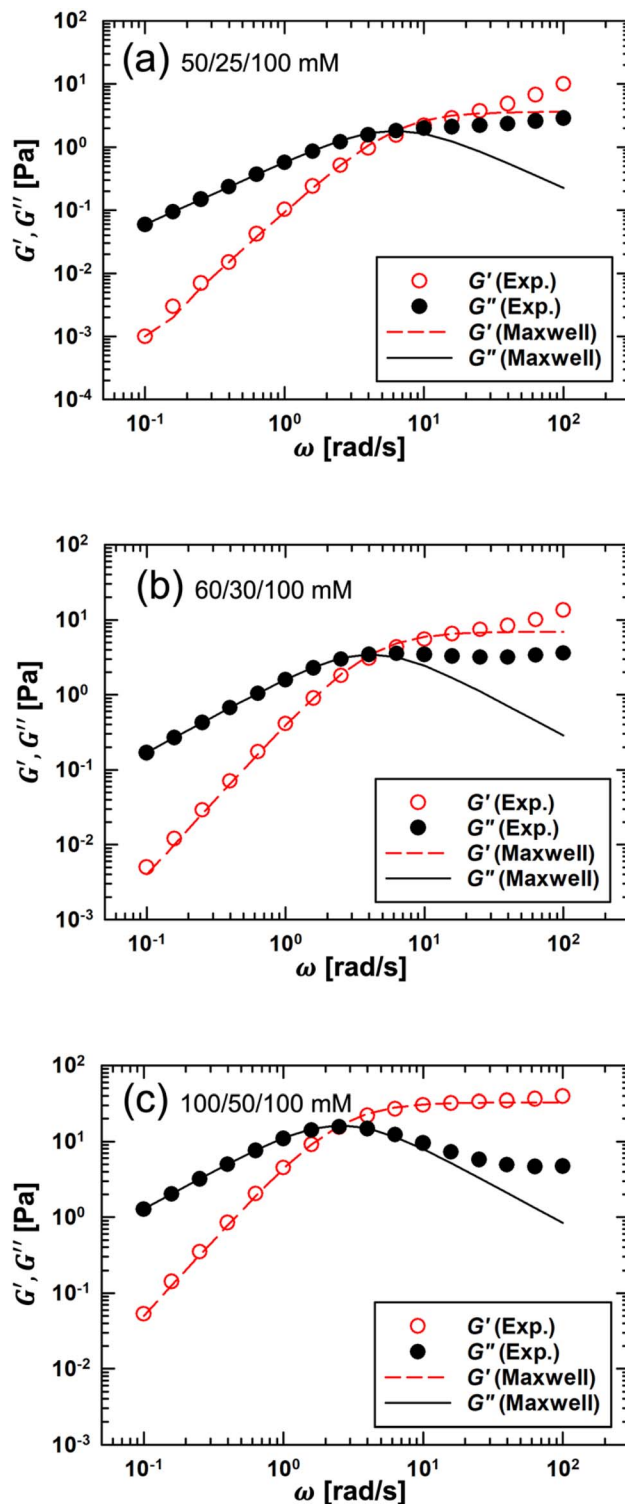 (a) 50/25/100 mM
10²
10¹
10⁰
10⁻¹
10⁻²
10⁻³
10⁻⁴
G′, G″ [Pa]
G′ (Exp.)
G″ (Exp.)
G′ (Maxwell)
G″ (Maxwell)
10⁻¹ 10⁰ 10¹ 10²
ω [rad/s]
(b) 60/30/100 mM
10²
10¹
10⁰
10⁻¹
10⁻²
10⁻³
G′, G″ [Pa]
G′ (Exp.)
G″ (Exp.)
G′ (Maxwell)
G″ (Maxwell)
10⁻¹ 10⁰ 10¹ 10²
ω [rad/s]
(c) 100/50/100 mM
10²
10¹
10⁰
10⁻¹
10⁻²
10⁻³
G′, G″ [Pa]
G′ (Exp.)
G″ (Exp.)
G′ (Maxwell)
G″ (Maxwell)
10⁻¹ 10⁰ 10¹ 10²
ω [rad/s]